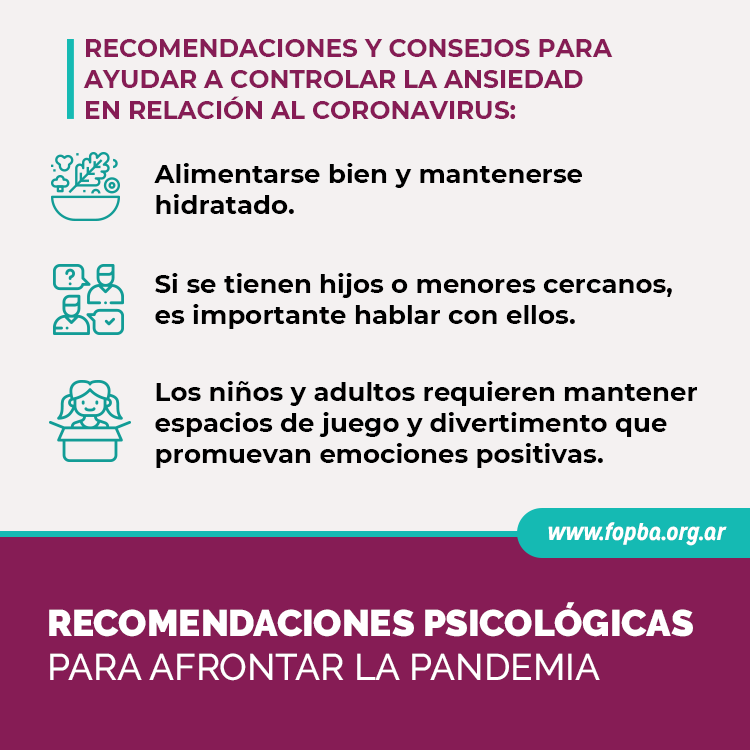 RECOMENDACIONES Y CONSEJOS PARA
AYUDAR A CONTROLAR LA ANSIEDAD
EN RELACIÓN AL CORONAVIRUS:
Alimentarse bien y mantenerse
hidratado.
?
Si se tienen hijos o menores cercanos,
es importante hablar con ellos.
Los niños y adultos requieren mantener
espacios de juego y divertimento que
promuevan emociones positivas.
www.fopba.org.ar
RECOMENDACIONES PSICOLÓGICAS
PARA AFRONTAR LA PANDEMIA